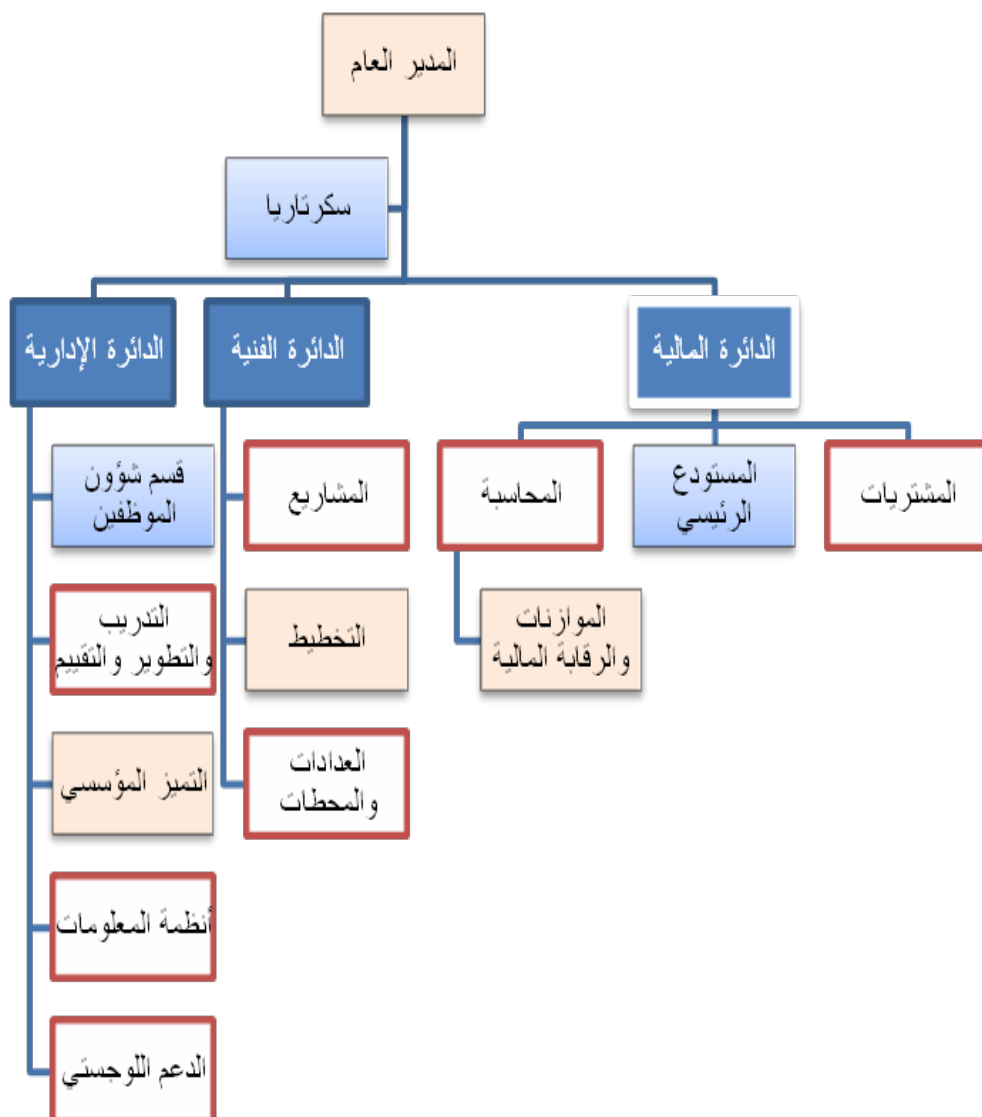 المدير العام
سكرتاريا
الدائرة المالية
الدائرة الفنية
الدائرة الإدارية
المشتريات
المستودع
الرئيسي
المحاسبة
الموازنات
والرقابة المالية
المشاريع
التخطيط
العدادات
والمحطات
قسم شؤون
الموظفين
التدريب
والتطوير والتقييم
التميز المؤسسي
أنظمة المعلومات
الدعم اللوجستي